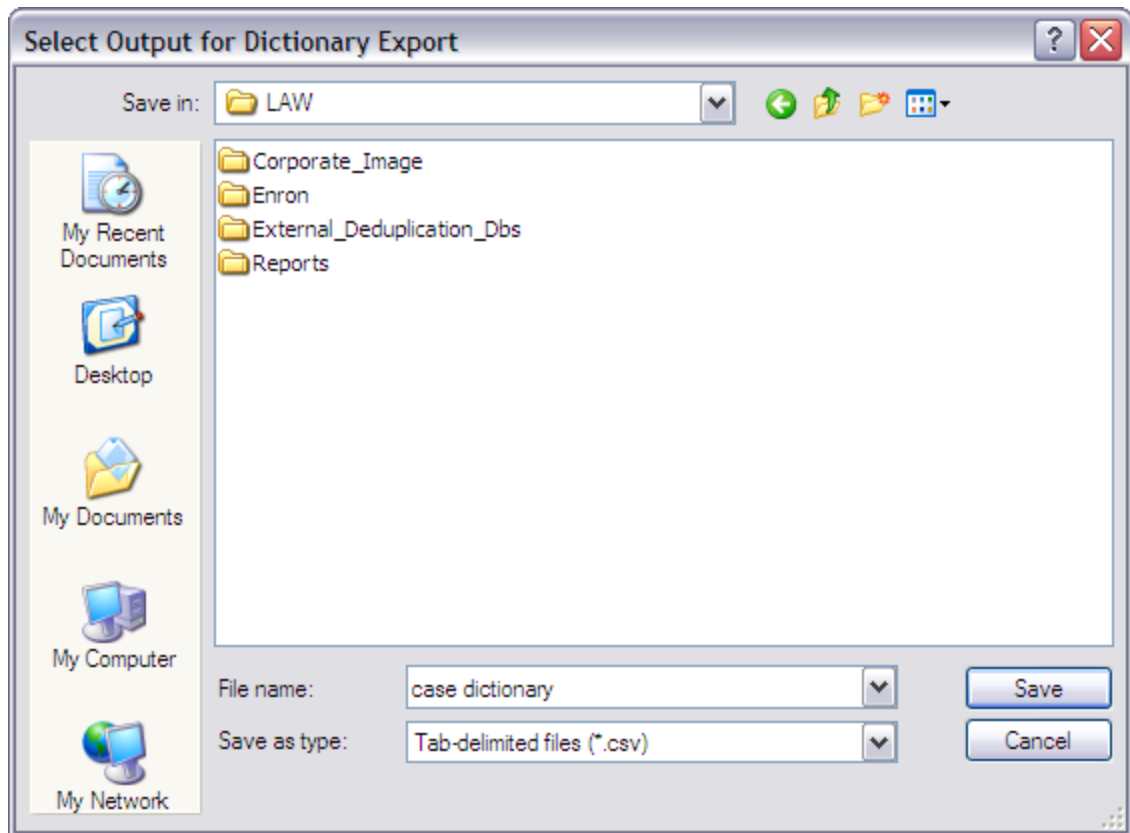 Select Output for Dictionary Export
?
Save in:
LAW
Corporate_Image
Enron
External_Deduplication_Dbs
Reports
My Recent
Documents
Desktop
My Documents
My Computer
My Network
File name:
case dictionary
Save
Save as type:
Tab-delimited files (*.csv)
Cancel